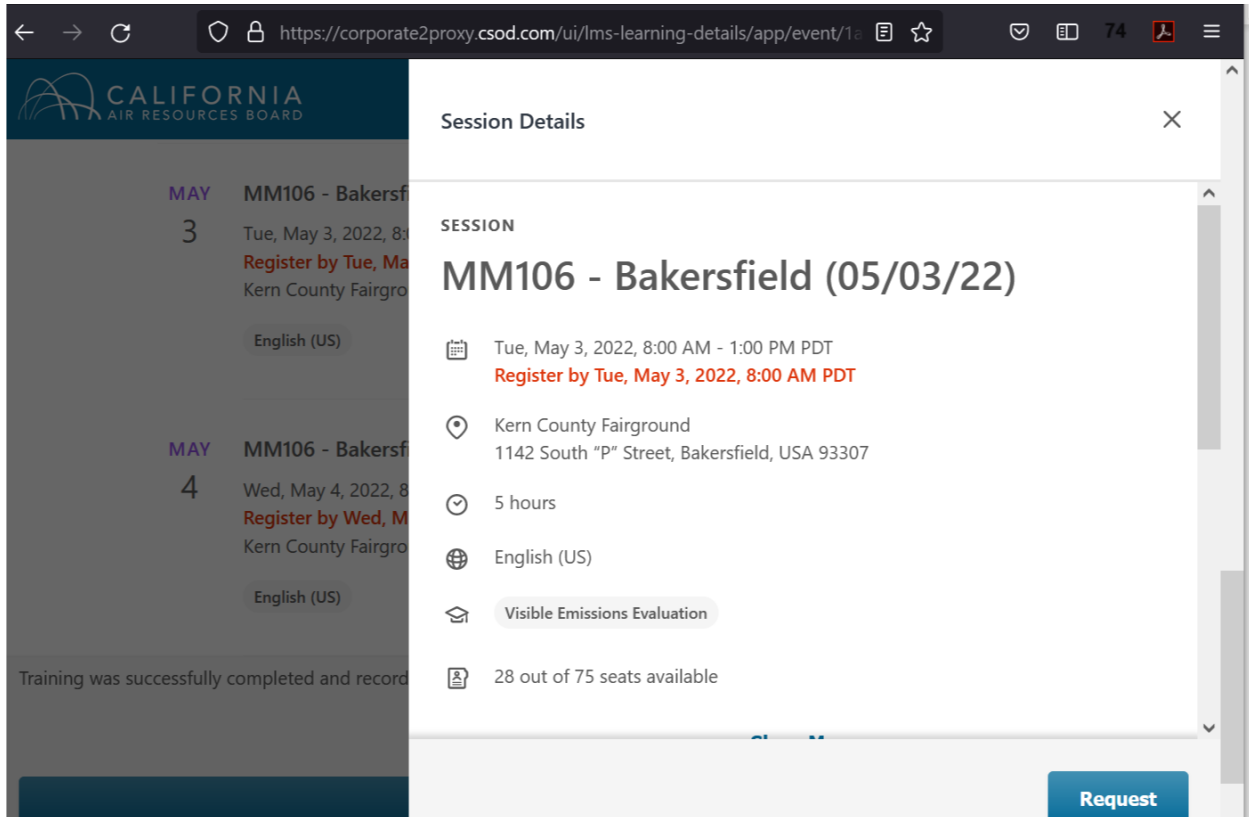 https://corporate2proxy.csod.com/ui/lms-learning-details/app/event/1a
74
CALIFORNIA
AIR RESOURCES BOARD
MAY
3
MM106 - Bakersfi
Tue, May 3, 2022, 8:0
Register by Tue, Ma
Kern County Fairgro
English (US)
MAY
4
MM106 - Bakersfi
Wed, May 4, 2022, 8
Register by Wed, M
Kern County Fairgro
English (US)
Training was successfully completed and record
Session Details
SESSION
MM106 - Bakersfield (05/03/22)
Tue, May 3, 2022, 8:00 AM - 1:00 PM PDT
Register by Tue, May 3, 2022, 8:00 AM PDT
Kern County Fairground
1142 South “P” Street, Bakersfield, USA 93307
5 hours
English (US)
Visible Emissions Evaluation
28 out of 75 seats available
Request